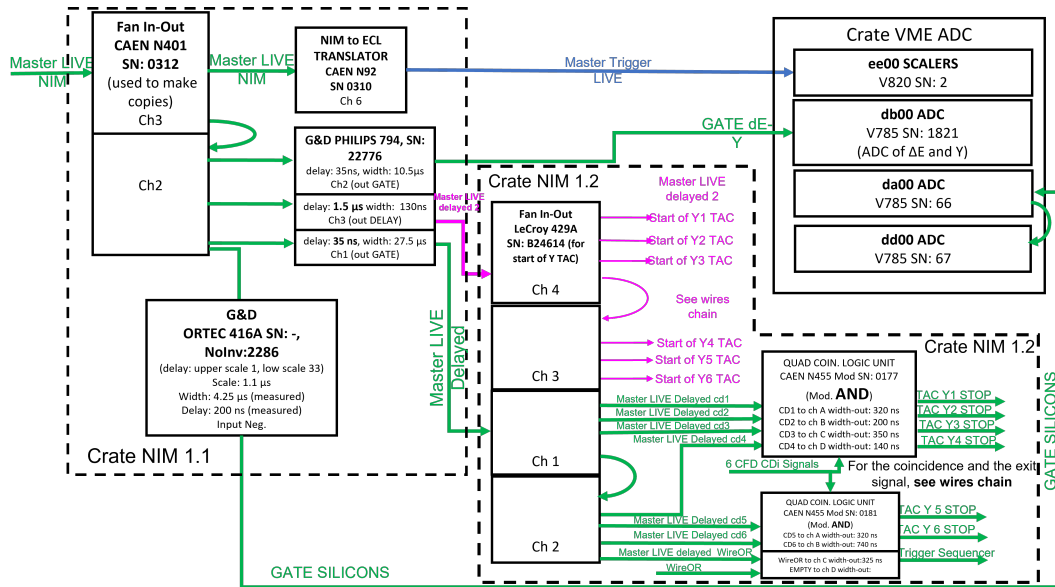 Fan In-Out
CAEN N401
SN: 0312
(used to make
copies)
Ch3
Ch2
Master LIVE
NIM
Master LIVE
NIM
NIM to ECL
TRANSLATOR
CAEN N92
SN 0310
Ch 6
Master Trigger
LIVE
G&D PHILIPS 794, SN:
22776
delay: 35ns, width: 10.5µs
Ch2 (out GATE)
delay: 1.5 µs width: 130ns
Ch3 (out DELAY)
delay: 35 ns, width: 27.5 µs
Ch1 (out GATE)
GATE dE-
Y
Master LIVE
delayed 2
G&D
ORTEC 416A SN: -,
NoInv:2286
(delay: upper scale 1, low scale 33)
Scale: 1.1 µs
Width: 4.25 µs (measured)
Delay: 200 ns (measured)
Input Neg.
Crate NIM 1.1
Master LIVE
Delayed
GATE SILICONS
Crate VME ADC
ee00 SCALERS
V820 SN: 2
db00 ADC
V785 SN: 1821
(ADC of ΔE and Y)
da00 ADC
V785 SN: 66
dd00 ADC
V785 SN: 67
Crate NIM 1.2
Fan In-Out
LeCroy 429A
SN: B24614 (for
start of Y TAC)
Ch 4
Ch 3
Ch 1
Ch 2
Master LIVE
delayed 2
Start of Y1 TAC
Start of Y2 TAC
Start of Y3 TAC
See wires
chain
Start of Y4 TAC
Start of Y5 TAC
Start of Y6 TAC
Crate NIM 1.2
Master LIVE Delayed cd1
Master LIVE Delayed cd2
Master LIVE Delayed cd3
Master LIVE Delayed cd4
QUAD COIN. LOGIC UNIT
CAEN N455 Mod SN: 0177
(Mod. AND)
CD1 to ch A width-out: 320 ns
CD2 to ch B width-out: 200 ns
CD3 to ch C width-out: 350 ns
CD4 to ch D width-out: 140 ns
TAC Y1 STOP
TAC Y2 STOP
TAC Y3 STOP
TAC Y4 STOP
GATE SILICONS
6 CFD CDi Signals
For the coincidence and the exit
signal, see wires chain
Master LIVE Delayed cd5
Master LIVE Delayed cd6
Master LIVE delayed WireOR
WireOR
QUAD COIN. LOGIC UNIT
CAEN N455 Mod SN: 0181
(Mod. AND)
CD5 to ch A width-out: 320 ns
CD6 to ch B width-out: 740 ns
WireOR to ch C width-out:325 ns
EMPTY to ch D width-out:
TAC Y 5 STOP
TAC Y 6 STOP
Trigger Sequencer